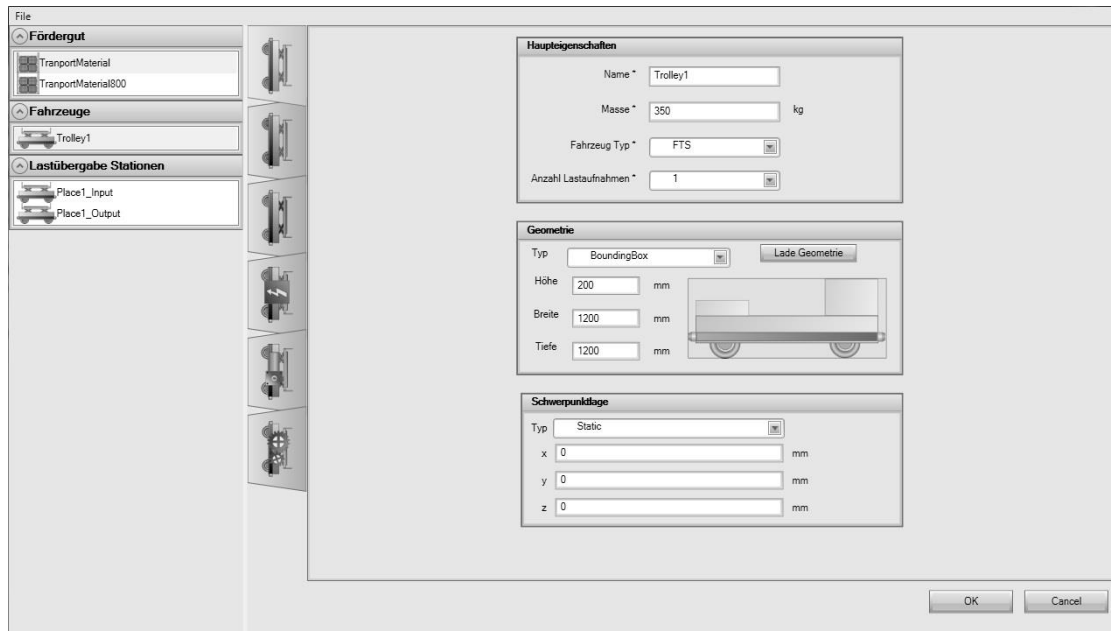 File
Fördergut
TranportMaterial
TranportMaterial800
Fahrzeuge
Trolley1
Lastübergabe Stationen
Place1_Input
Place1_Output
Haupteigenschaften
Name * Trolley1
Masse * 350 kg
Fahrzeug Typ * FTS
Anzahl Lastaufnahmen * 1
Geometrie
Typ BoundingBox Lade Geometrie
Höhe 200 mm
Breite 1200 mm
Tiefe 1200 mm
Schwerpunktlage
Typ Static
x 0 mm
y 0 mm
z 0 mm
OK Cancel